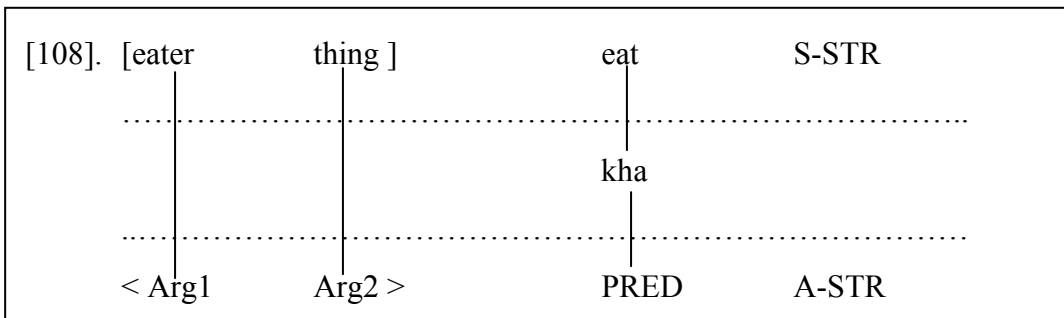 [108]. [eater thing ] eat S-STR
kha
< Arg1 Arg2 > PRED A-STR